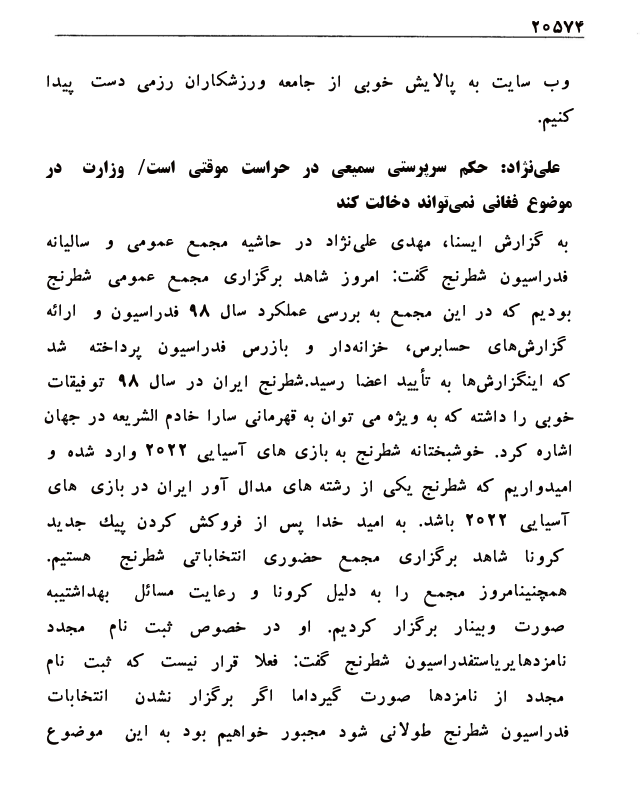 ۲۰۵۷۴
وب سایت به پالایش خوبی از جامعه ورزشکاران رزمی دست پیدا
کنیم.
علی‌نژاد: حکم سرپرستی سمیعی در حراست موقتی است/ وزارت در
موضوع فغانی نمی‌تواند دخالت کند
به گزارش ایسنا، مهدی علی‌نژاد در حاشیه مجمع عمومی و سالیانه
فدراسیون شطرنج گفت: امروز شاهد برگزاری مجمع عمومی شطرنج
بودیم که در این مجمع به بررسی عملکرد سال ۹۸ فدراسیون و ارائه
گزارش‌های حسابرس، خزانه‌دار و بازرس فدراسیون پرداخته شد
که اینگزارش‌ها به تأیید اعضا رسید.شطرنج ایران در سال ۹۸ توفیقات
خوبی را داشته که به ویژه می توان به قهرمانی سارا خادم الشریعه در جهان
اشاره کرد. خوشبختانه شطرنج به بازی های آسیایی ۲۰۲۲ وارد شده و
امیدواریم که شطرنج یکی از رشته های مدال آور ایران در بازی های
آسیایی ۲۰۲۲ باشد. به امید خدا پس از فروکش کردن پیك جدید
کرونا شاهد برگزاری مجمع حضوری انتخاباتی شطرنج هستیم.
همچنینامروز مجمع را به دلیل کرونا و رعایت مسائل بهداشتیبه
صورت وبینار برگزار کردیم. او در خصوص ثبت نام مجدد
نامزدهایریاستفدراسیون شطرنج گفت: فعلا قرار نیست که ثبت نام
مجدد از نامزدها صورت گیرداما اگر برگزار نشدن انتخابات
فدراسیون شطرنج طولانی شود مجبور خواهیم بود به این موضوع